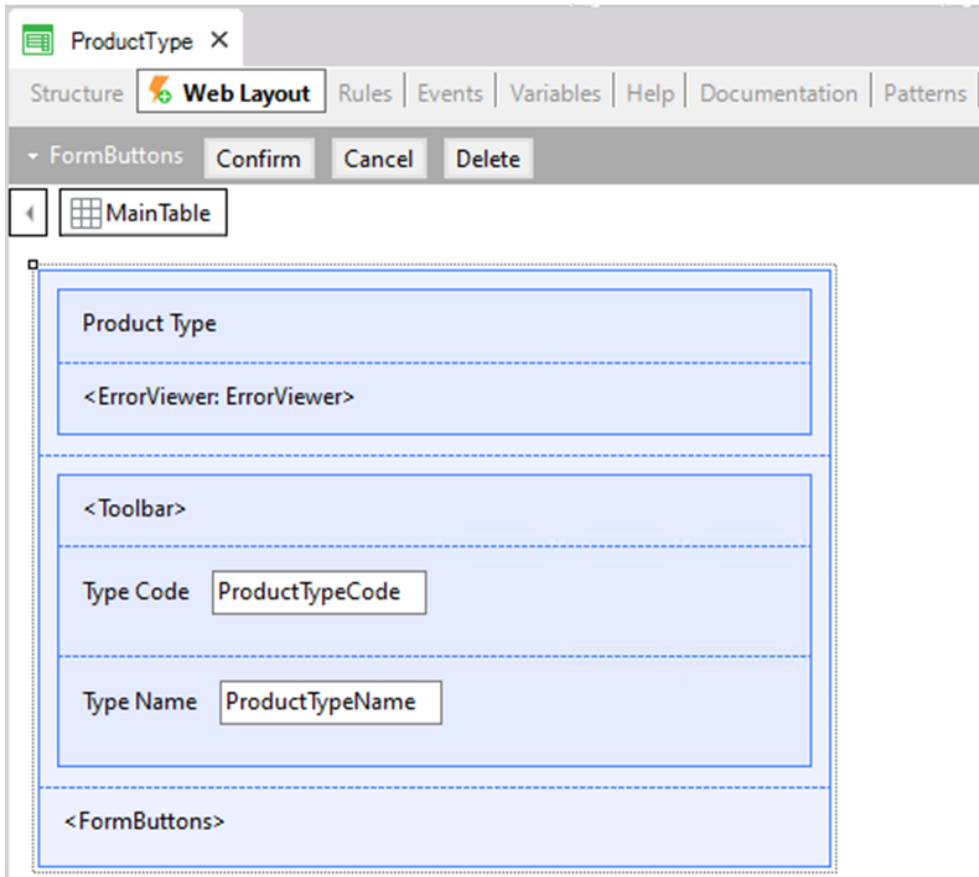 ProductType
Structure Web Layout Rules Events Variables Help Documentation Patterns
FormButtons Confirm Cancel Delete
MainTable
Product Type
<ErrorViewer: ErrorViewer>
<Toolbar>
Type Code ProductTypeCode
Type Name ProductTypeName
<FormButtons>